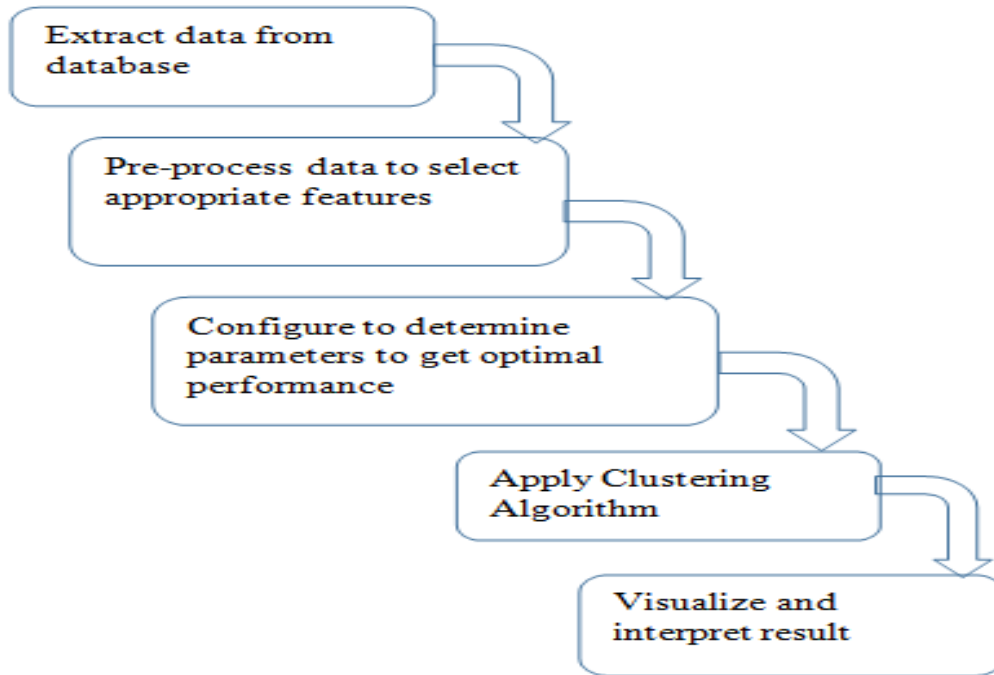 Extract data from
database
Pre-process data to select
appropriate features
Configure to determine
parameters to get optimal
performance
Apply Clustering
Algorithm
Visualize and
interpret result